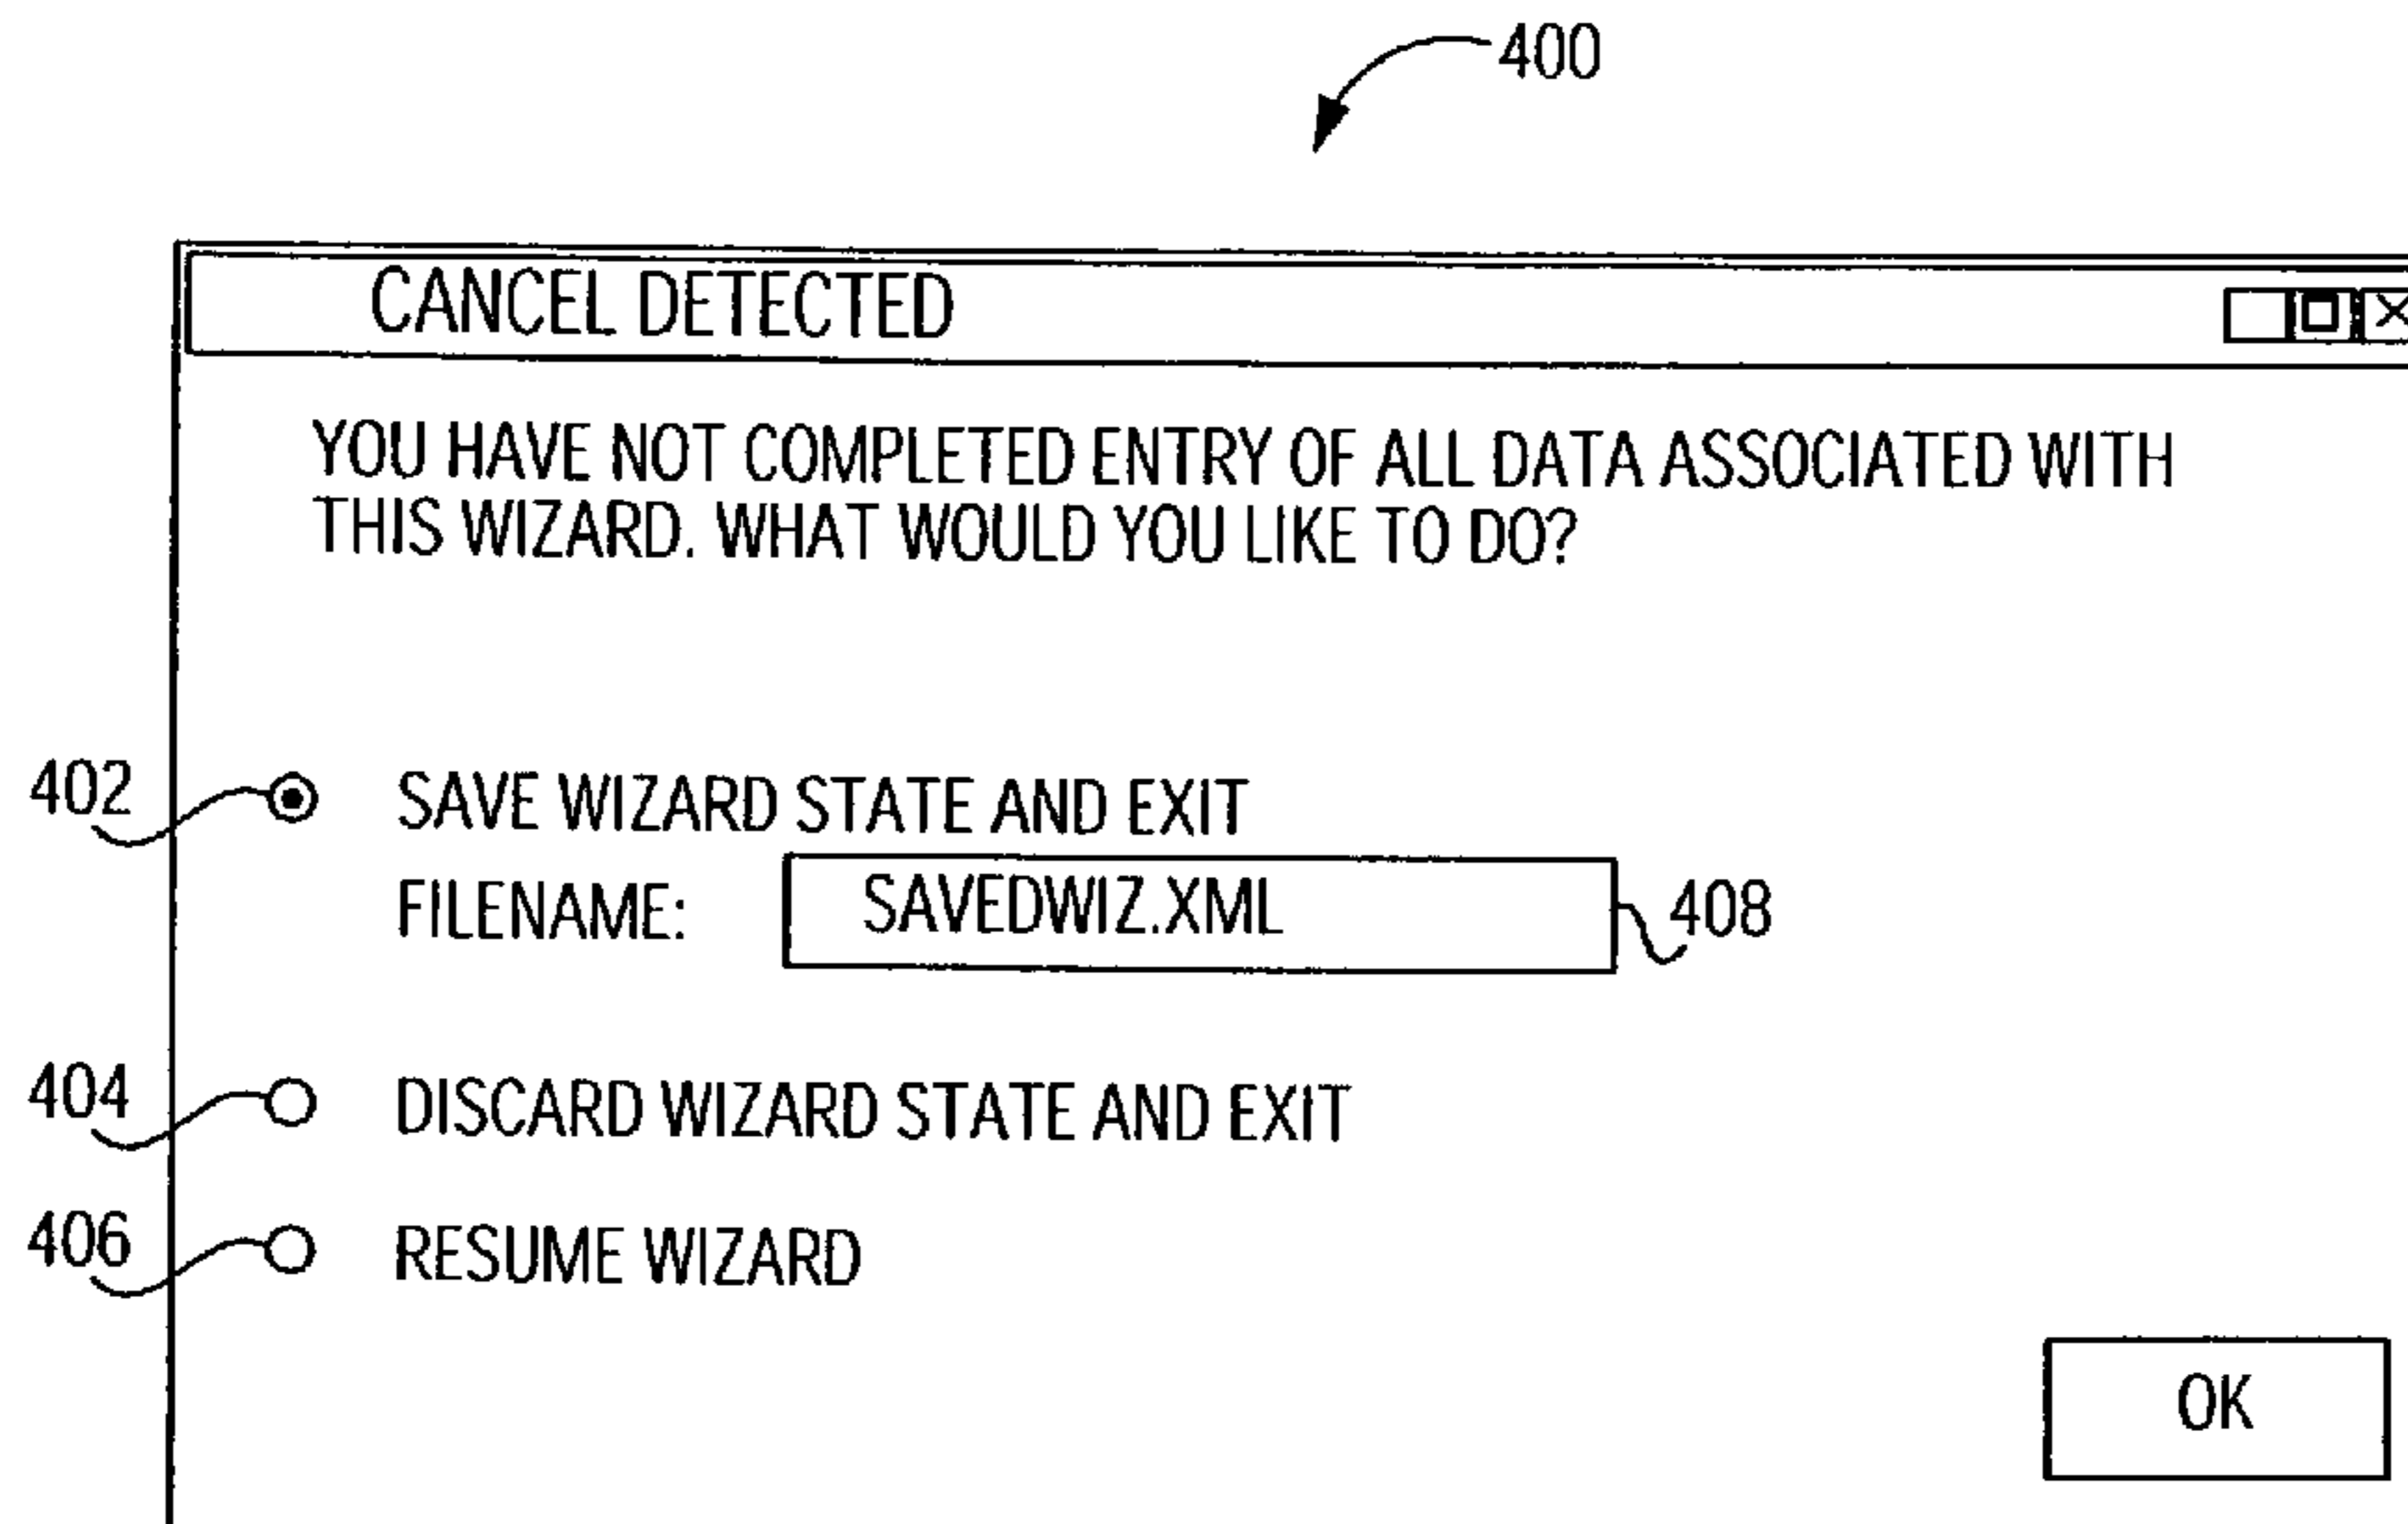 400
CANCEL DETECTED
YOU HAVE NOT COMPLETED ENTRY OF ALL DATA ASSOCIATED WITH
THIS WIZARD. WHAT WOULD YOU LIKE TO DO?
402 SAVE WIZARD STATE AND EXIT
FILENAME: SAVEDWIZ.XML 408
404 DISCARD WIZARD STATE AND EXIT
406 RESUME WIZARD
OK